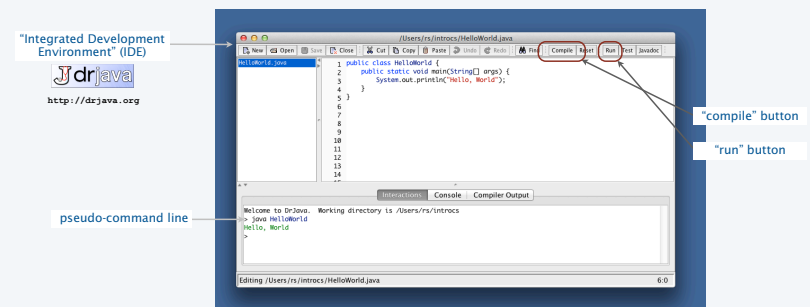 “Integrated Development
Environment” (IDE)
drjava
http://drjava.org
pseudo-command line
/Users/rs/introcs/HelloWorld.java
New Open Save Close Cut Copy Paste Undo Redo Find Compile Reset Run Test Javadoc
HelloWorld.java
1 public class HelloWorld {
2 public static void main(String[] args) {
3 System.out.println("Hello, World");
4 }
5 }
6
7
8
9
10
11
12
13
14
Interactions Console Compiler Output
Welcome to DrJava. Working directory is /Users/rs/introcs
> java HelloWorld
Hello, World
>
Editing /Users/rs/introcs/HelloWorld.java 6:0
“compile” button
“run” button